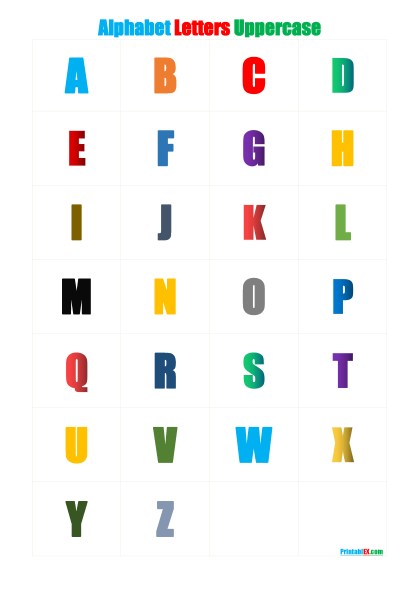 Alphabet Letters Uppercase
A B C D
E F G H
I J K L
M N O P
Q R S T
U V W X
Y Z
PrintablEX.com